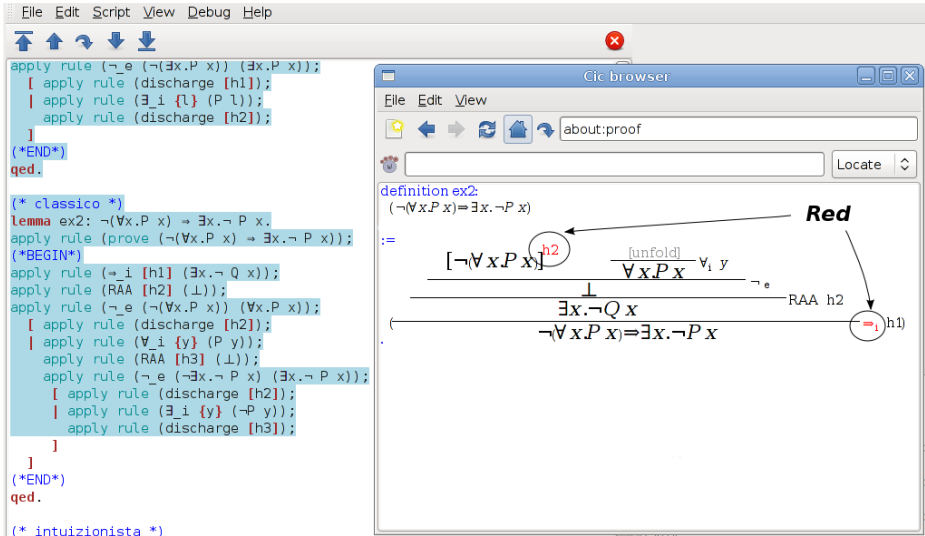 File Edit Script View Debug Help
apply rule (¬_e (¬(∃x.P x)) (∃x.P x));
[ apply rule (discharge [h1]);
| apply rule (∃_i {l} (P l));
apply rule (discharge [h2]);
]
(*END*)
qed.
(* classico *)
lemma ex2: ¬(∀x.P x) ⇒ ∃x.¬ P x.
apply rule (prove (¬(∀x.P x) ⇒ ∃x.¬ P x));
(*BEGIN*)
apply rule (⇒_i [h1] (∃x.¬ Q x));
apply rule (RAA [h2] (⊥));
apply rule (¬_e (¬(∀x.P x)) (∀x.P x));
[ apply rule (discharge [h2]);
| apply rule (∀_i {y} (P y));
apply rule (RAA [h3] (⊥));
apply rule (¬_e (¬∃x.¬ P x) (∃x.¬ P x));
[ apply rule (discharge [h2]);
| apply rule (∃_i {y} (¬P y));
apply rule (discharge [h3]);
]
]
(*END*)
qed.
(* intuizionista *)
Cic browser
File Edit View
about:proof
Locate
definition ex2:
(¬(∀x.P x)⇒∃x.¬P x)
Red
:=
h2
[unfold]
[¬(∀x.P x)]
∀x.P x ∀i y
⊥ ¬e
RAA h2
∃x.¬Q x
( ⇒i h1)
¬(∀x.P x)⇒∃x.¬P x
.